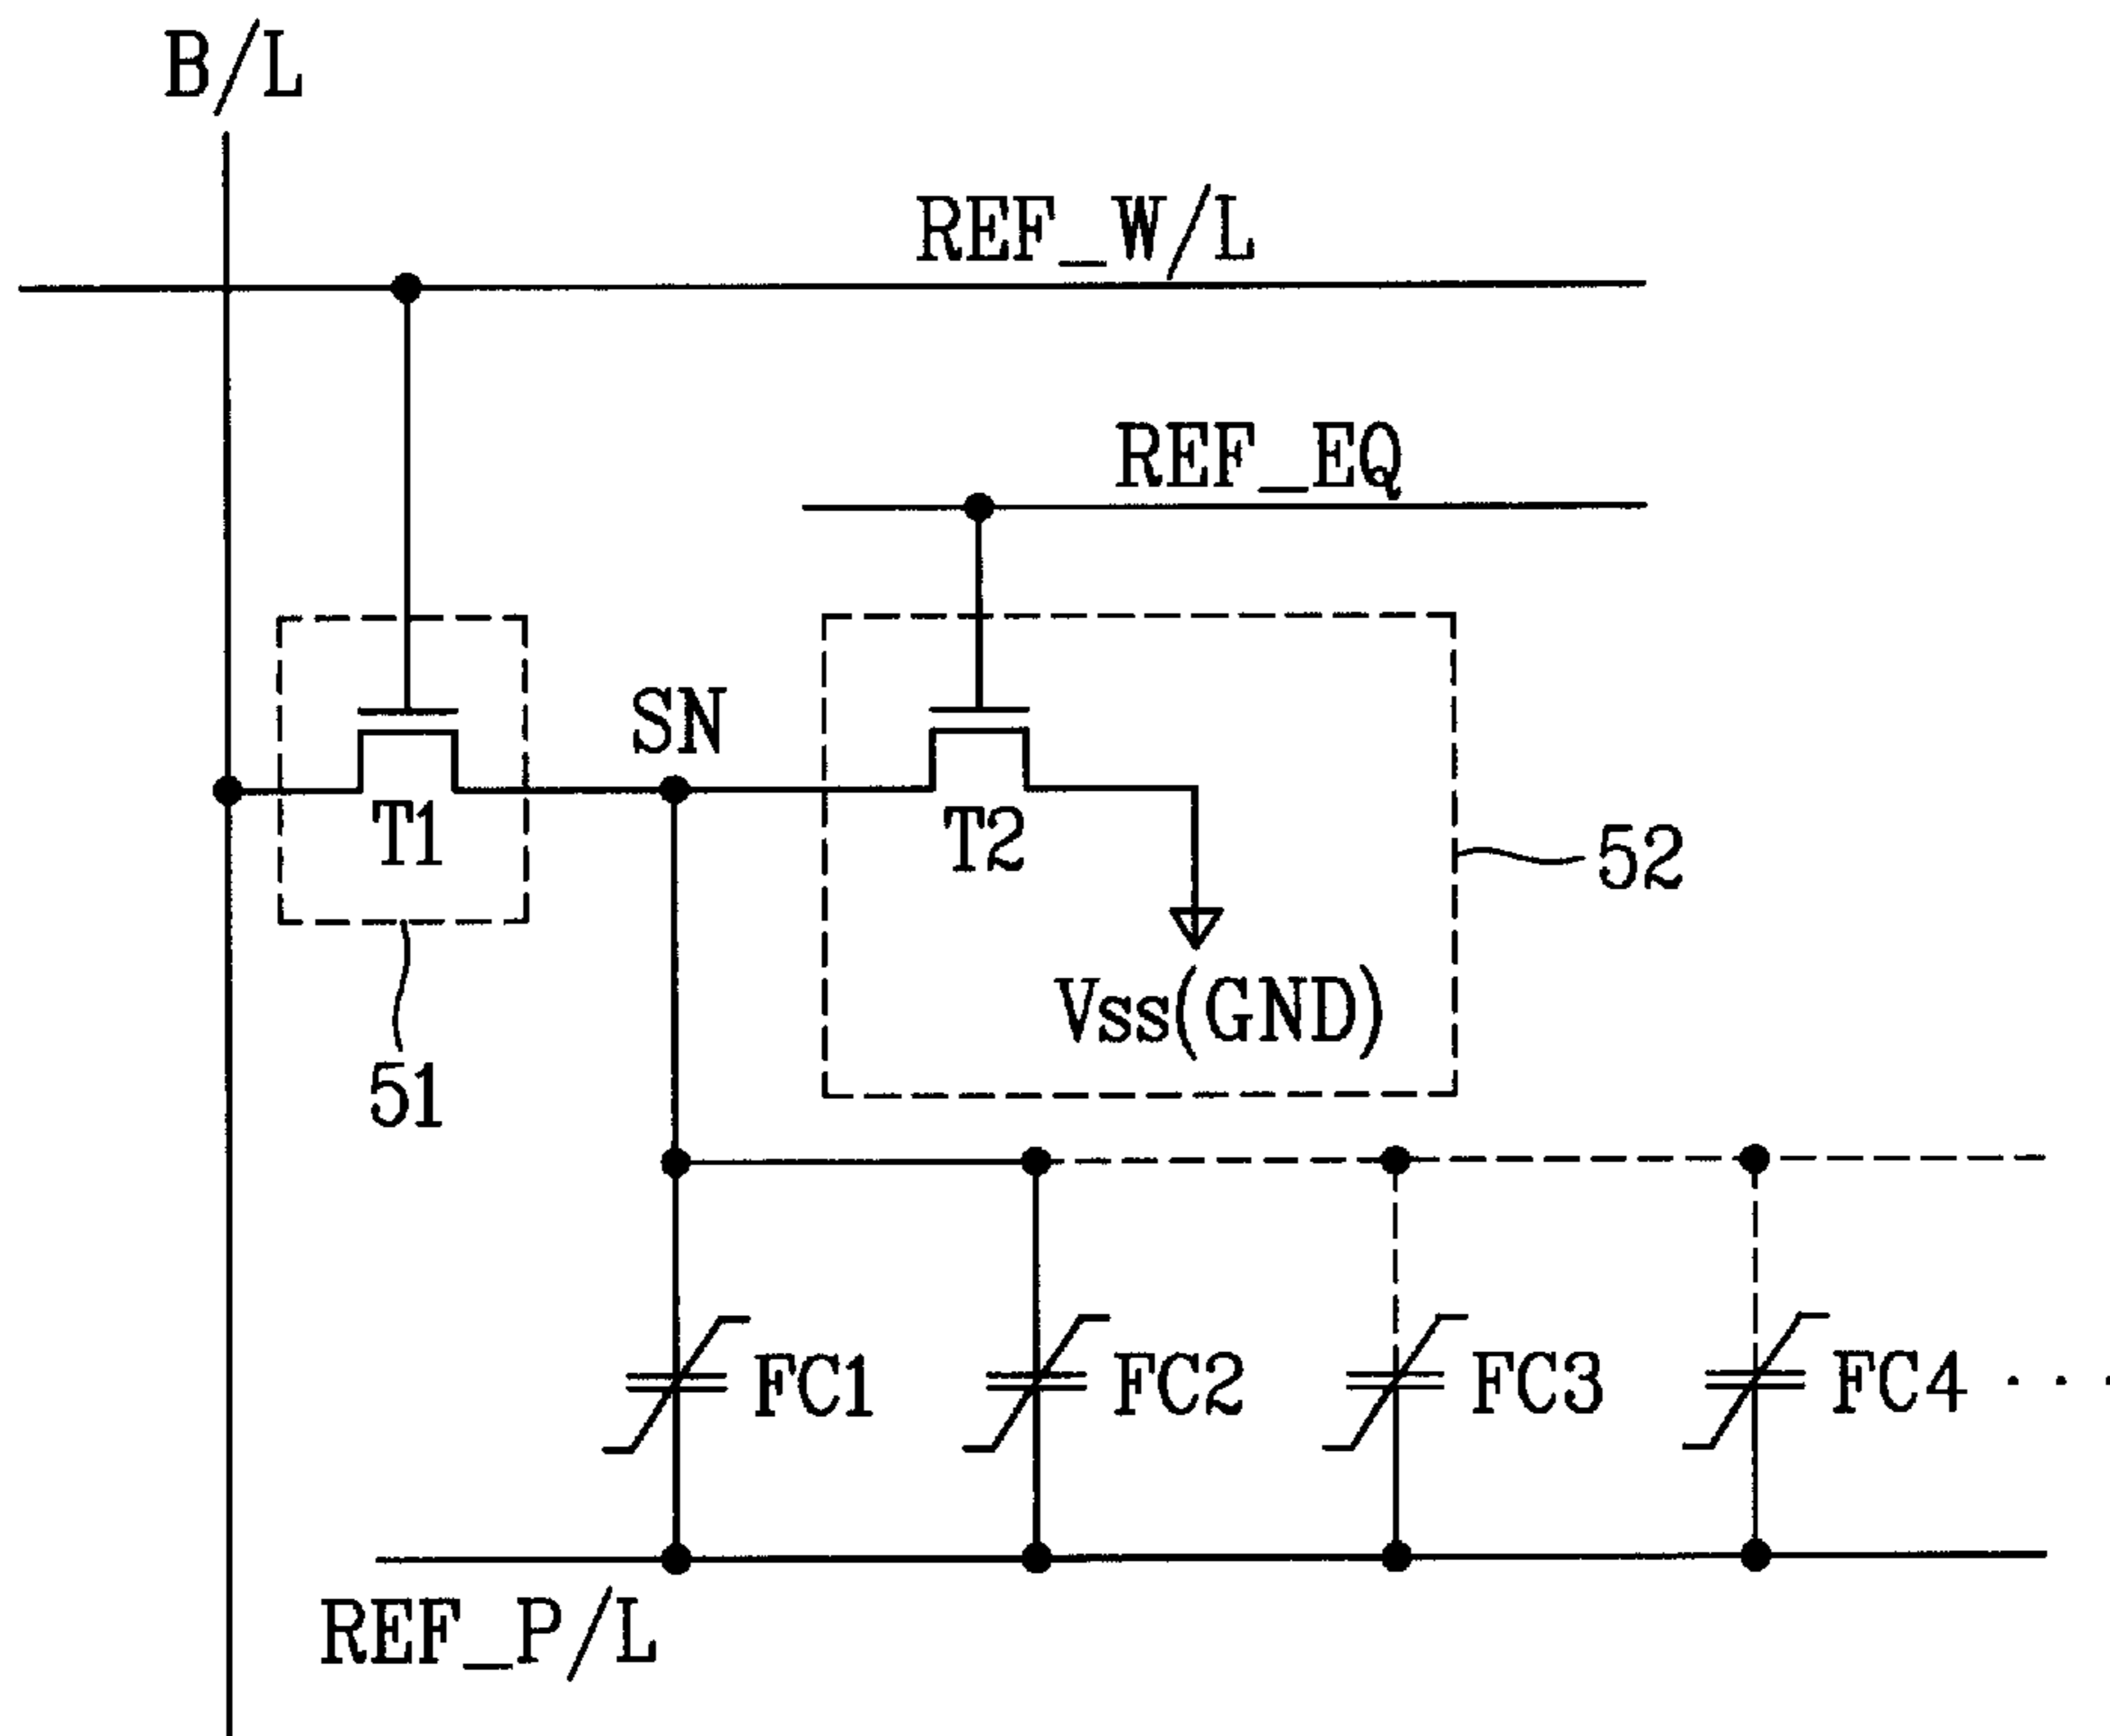 B/L
REF_W/L
REF_EQ
SN
T1
T2
52
Vss(GND)
51
FC1
FC2
FC3
FC4 ...
REF_P/L